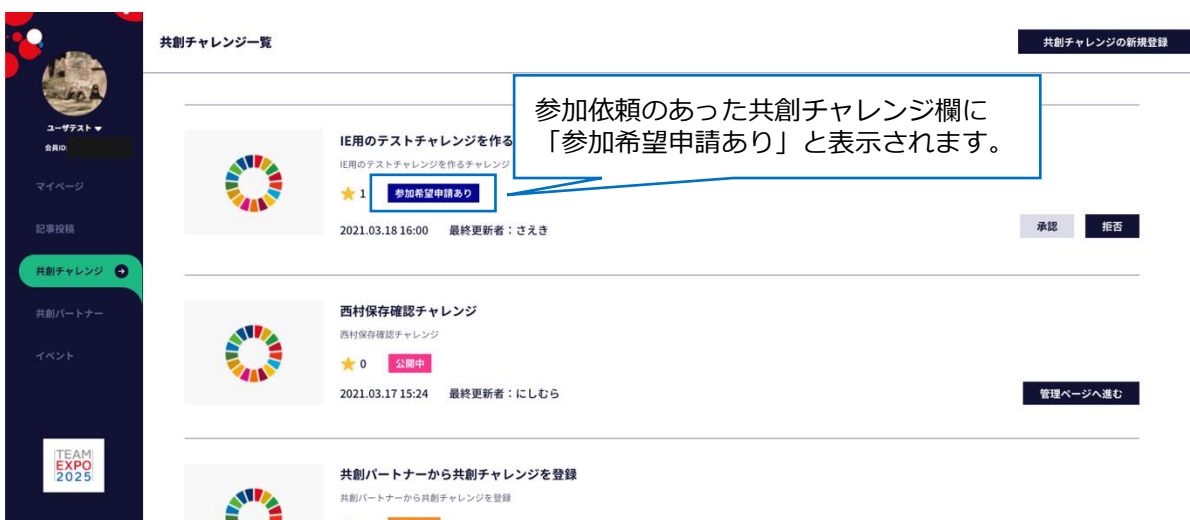 共創チャレンジ一覧
共創チャレンジの新規登録
ユーザテスト
会員ID:
マイページ
記事投稿
共創チャレンジ
共創パートナー
イベント
TEAM
EXPO
2025
参加依頼のあった共創チャレンジ欄に
「参加希望申請あり」と表示されます。
IE用のテストチャレンジを作る
IE用のテストチャレンジを作るチャレンジ
1 参加希望申請あり
2021.03.18 16:00 最終更新者：さえき
承認 拒否
西村保存確認チャレンジ
西村保存確認チャレンジ
0 公開中
2021.03.17 15:24 最終更新者：にしむら
管理ページへ進む
共創パートナーから共創チャレンジを登録
共創パートナーから共創チャレンジを登録